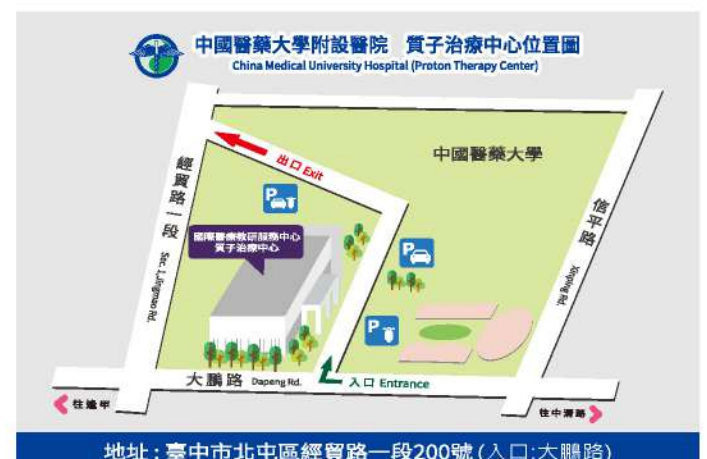 中國醫藥大學附設醫院 質子治療中心位置圖
China Medical University Hospital (Proton Therapy Center)
中國醫藥大學
出口 Exit
經貿路一段
Sec. 1,Jingmao Rd.
P
國際醫療教研服務中心
質子治療中心
信平路
Xinping Rd.
P
P
大鵬路 Dapeng Rd.
入口 Entrance
往逢甲
往中清路
地址:臺中市北屯區經貿路一段200號(入口:大鵬路)